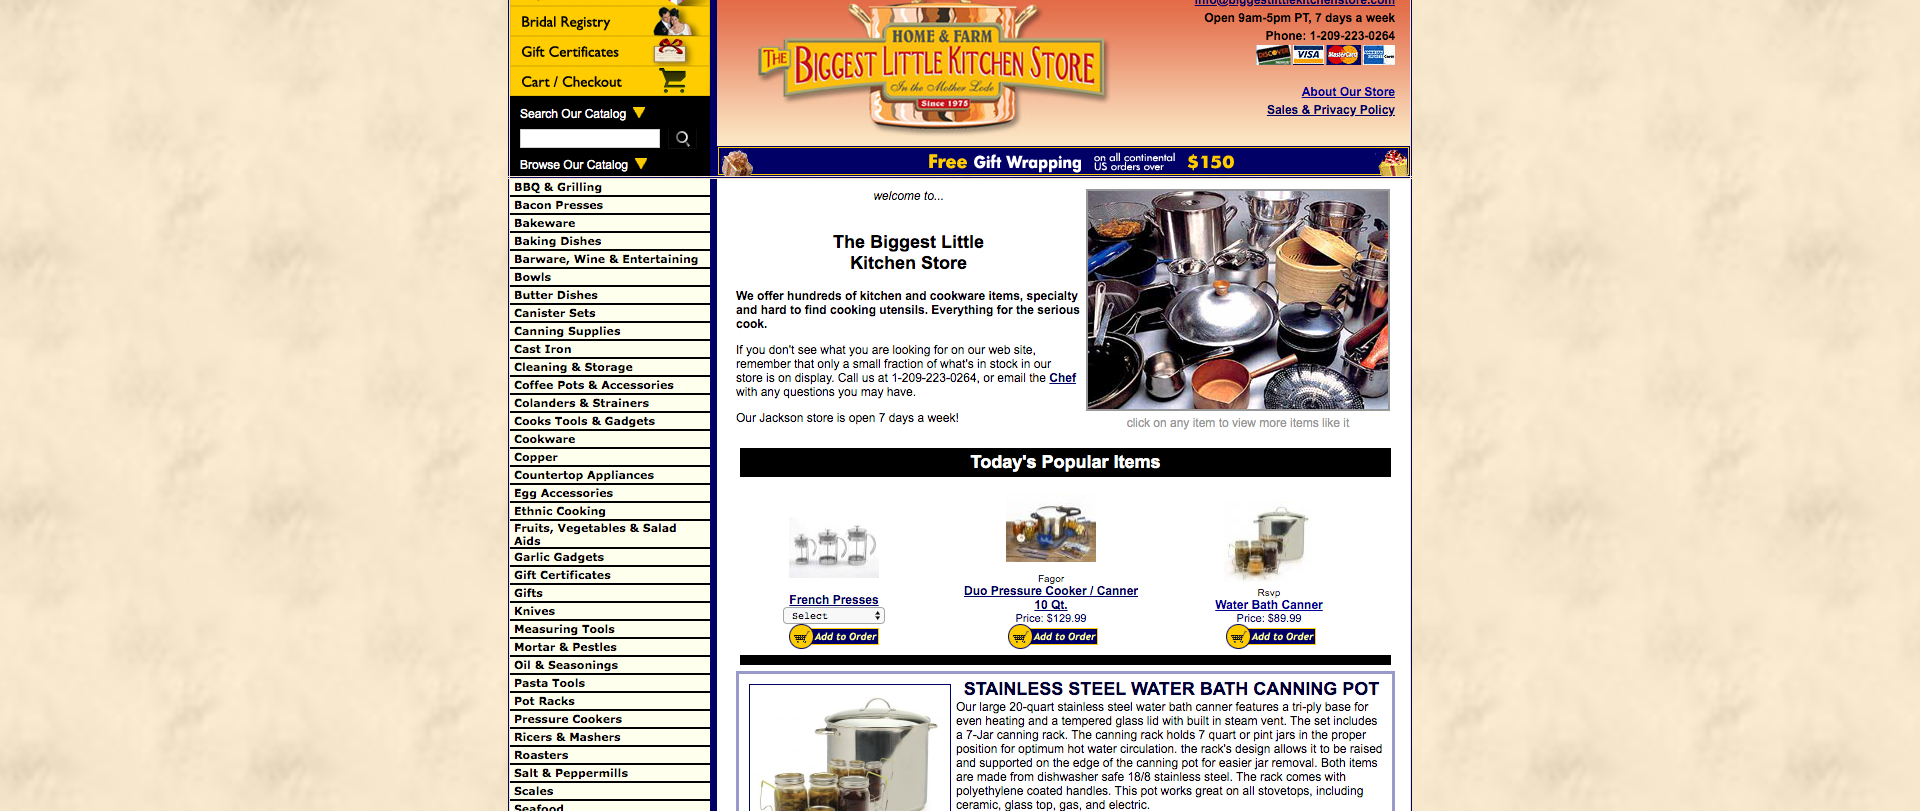 Bridal Registry
Gift Certificates
Cart / Checkout
Search Our Catalog
Browse Our Catalog
BBQ & Grilling
Bacon Presses
Bakeware
Baking Dishes
Barware, Wine & Entertaining
Bowls
Butter Dishes
Canister Sets
Canning Supplies
Cast Iron
Cleaning & Storage
Coffee Pots & Accessories
Colanders & Strainers
Cooks Tools & Gadgets
Cookware
Copper
Countertop Appliances
Egg Accessories
Ethnic Cooking
Fruits, Vegetables & Salad
Aids
Garlic Gadgets
Gift Certificates
Gifts
Knives
Measuring Tools
Mortar & Pestles
Oil & Seasonings
Pasta Tools
Pot Racks
Pressure Cookers
Ricers & Mashers
Roasters
Salt & Peppermills
Scales
Seafood
HOME & FARM
THE BIGGEST LITTLE KITCHEN STORE
In the Mother Lode
Since 1975
info@biggestlittlekitchenstore.com
Open 9am-5pm PT, 7 days a week
Phone: 1-209-223-0264
DISCOVER VISA MasterCard
About Our Store
Sales & Privacy Policy
Free Gift Wrapping on all continental US orders over $150
welcome to...
The Biggest Little
Kitchen Store
We offer hundreds of kitchen and cookware items, specialty
and hard to find cooking utensils. Everything for the serious
cook.
If you don't see what you are looking for on our web site,
remember that only a small fraction of what's in stock in our
store is on display. Call us at 1-209-223-0264, or email the Chef
with any questions you may have.
Our Jackson store is open 7 days a week!
click on any item to view more items like it
Today's Popular Items
French Presses
Select
Add to Order
Fagor
Duo Pressure Cooker / Canner
10 Qt.
Price: $129.99
Add to Order
Rsvp
Water Bath Canner
Price: $89.99
Add to Order
STAINLESS STEEL WATER BATH CANNING POT
Our large 20-quart stainless steel water bath canner features a tri-ply base for
even heating and a tempered glass lid with built in steam vent. The set includes
a 7-Jar canning rack. The canning rack holds 7 quart or pint jars in the proper
position for optimum hot water circulation. the rack's design allows it to be raised
and supported on the edge of the canning pot for easier jar removal. Both items
are made from dishwasher safe 18/8 stainless steel. The rack comes with
polyethylene coated handles. This pot works great on all stovetops, including
ceramic, glass top, gas, and electric.